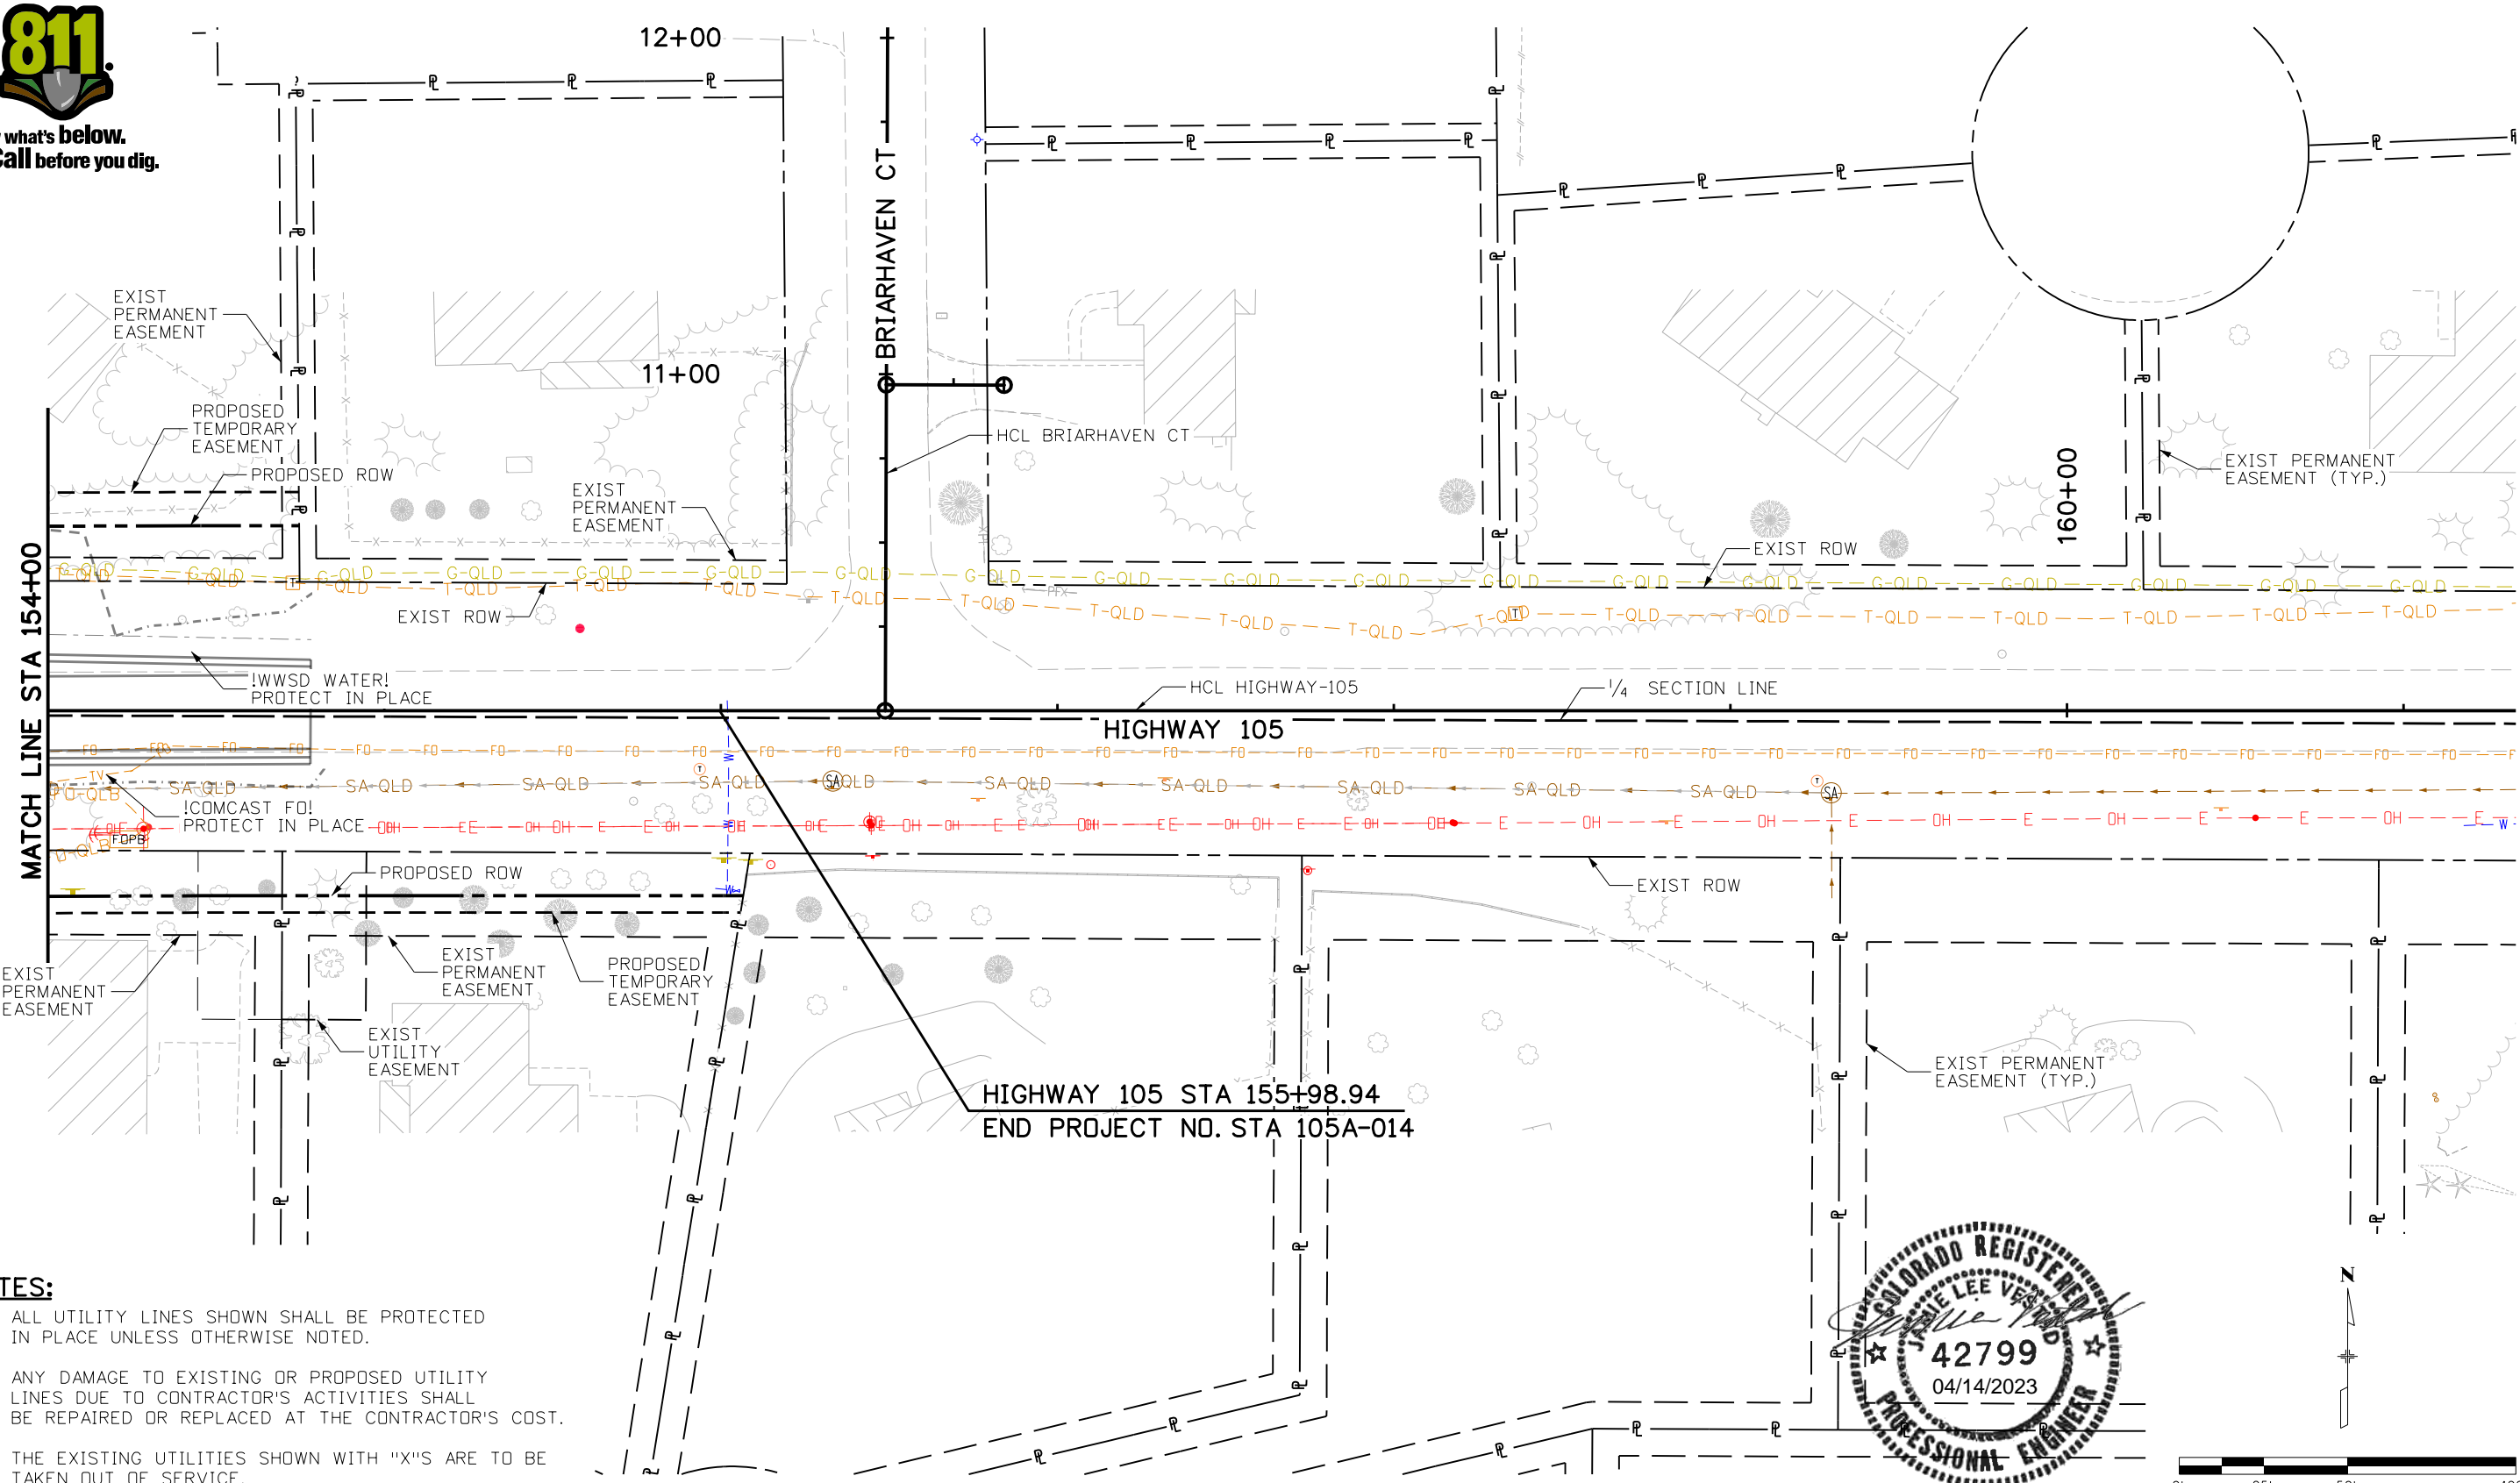 811
what's below.
Call before you dig.
12+00
BRIARHAVEN CT
11+00
EXIST
PERMANENT
EASEMENT
PROPOSED
TEMPORARY
EASEMENT
PROPOSED ROW
EXIST
PERMANENT
EASEMENT
HCL BRIARHAVEN CT
160+00
EXIST PERMANENT
EASEMENT (TYP.)
EXIST ROW
MATCH LINE STA 154+00
EXIST ROW
!WWSD WATER!
PROTECT IN PLACE
HCL HIGHWAY-105
1/4 SECTION LINE
HIGHWAY 105
!COMCAST FO!
PROTECT IN PLACE
FOPB
PROPOSED ROW
EXIST ROW
EXIST
PERMANENT
EASEMENT
EXIST
PERMANENT
EASEMENT
PROPOSED
TEMPORARY
EASEMENT
EXIST
UTILITY
EASEMENT
EXIST PERMANENT
EASEMENT (TYP.)
HIGHWAY 105 STA 155+98.94
END PROJECT NO. STA 105A-014
TES:
ALL UTILITY LINES SHOWN SHALL BE PROTECTED
IN PLACE UNLESS OTHERWISE NOTED.
ANY DAMAGE TO EXISTING OR PROPOSED UTILITY
LINES DUE TO CONTRACTOR'S ACTIVITIES SHALL
BE REPAIRED OR REPLACED AT THE CONTRACTOR'S COST.
THE EXISTING UTILITIES SHOWN WITH "X"S ARE TO BE
TAKEN OUT OF SERVICE.
COLORADO REGISTERED
42799
04/14/2023
PROFESSIONAL ENGINEER
N